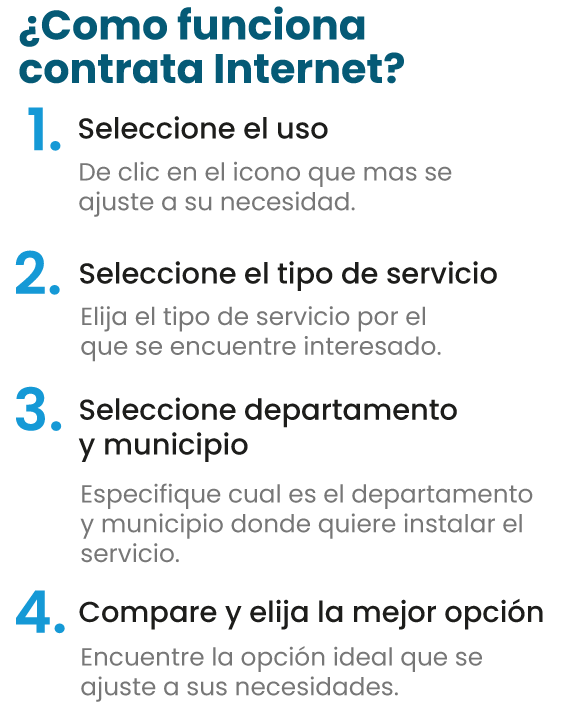 ¿Como funciona
contrata Internet?
1. Seleccione el uso
De clic en el icono que mas se
ajuste a su necesidad.
2. Seleccione el tipo de servicio
Elija el tipo de servicio por el
que se encuentre interesado.
3. Seleccione departamento
y municipio
Especifique cual es el departamento
y municipio donde quiere instalar el
servicio.
4. Compare y elija la mejor opción
Encuentre la opción ideal que se
ajuste a sus necesidades.